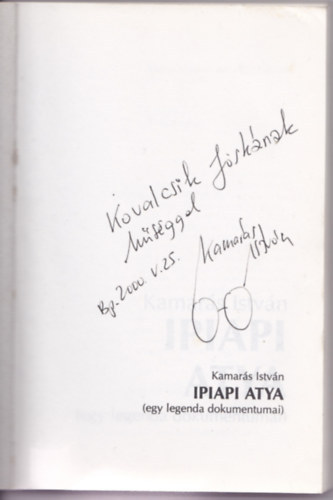 Kovalcsik Jóskának
hűséggel
Bp. 2000. V. 25. Kamarás István
Kamarás István
IPIAPI ATYA
(egy legenda dokumentumai)